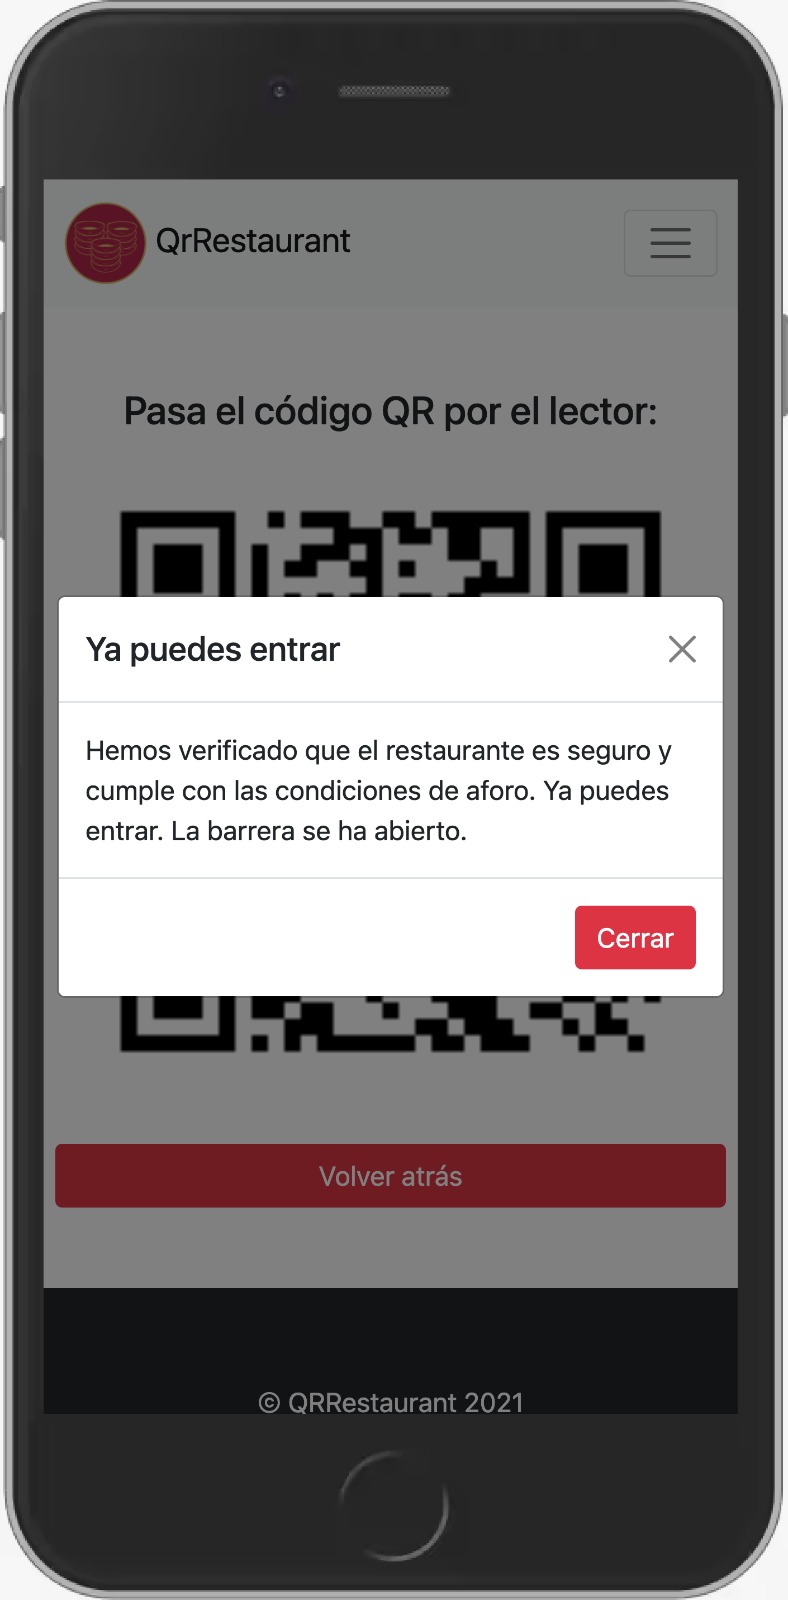 QrRestaurant
Pasa el código QR por el lector:
Ya puedes entrar
Hemos verificado que el restaurante es seguro y
cumple con las condiciones de aforo. Ya puedes
entrar. La barrera se ha abierto.
Cerrar
Volver atrás
© QRRestaurant 2021